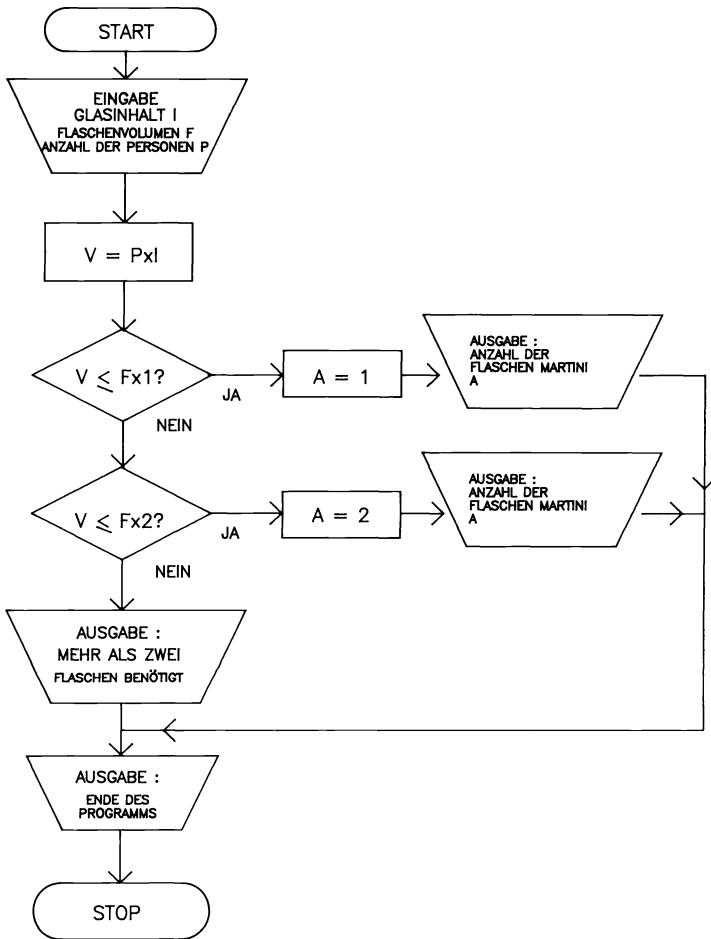 START
EINGABE
GLASINHALT I
FLASCHENVOLUMEN F
ANZAHL DER PERSONEN P
V = PxI
V ≤ Fx1?
JA
A = 1
AUSGABE :
ANZAHL DER
FLASCHEN MARTINI
A
NEIN
V ≤ Fx2?
JA
A = 2
AUSGABE :
ANZAHL DER
FLASCHEN MARTINI
A
NEIN
AUSGABE :
MEHR ALS ZWEI
FLASCHEN BENÖTIGT
AUSGABE :
ENDE DES
PROGRAMMS
STOP